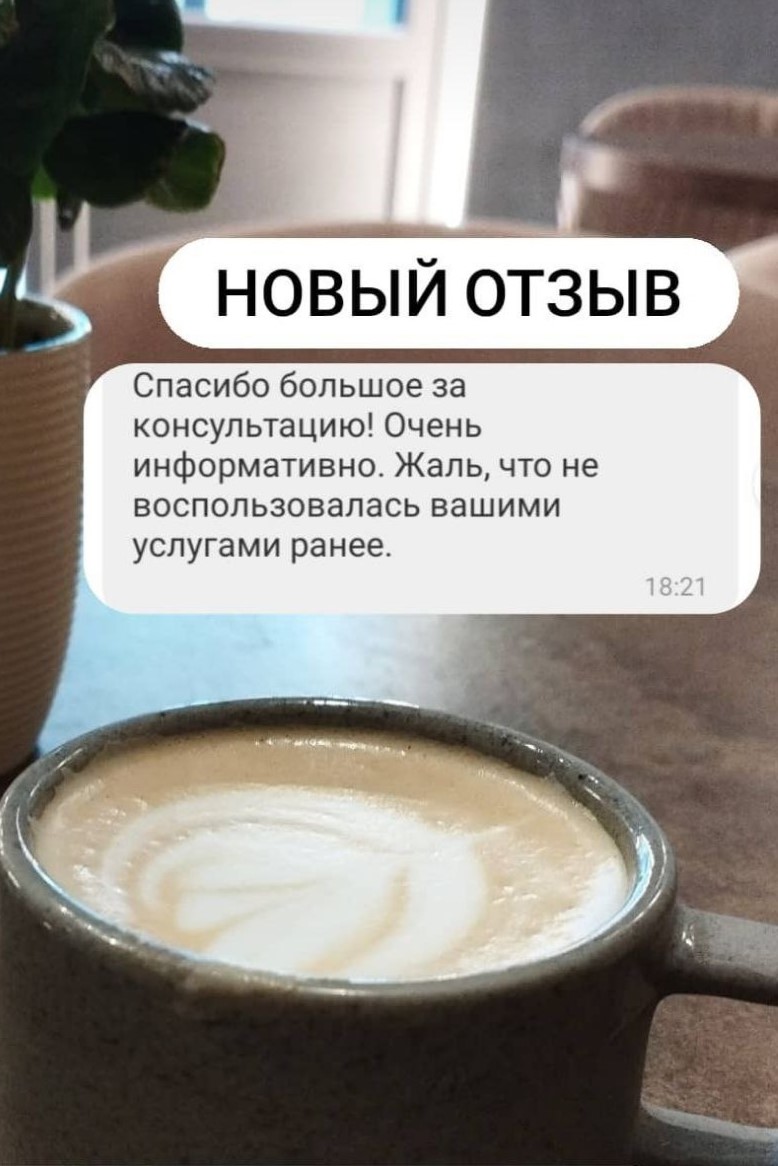 НОВЫЙ ОТЗЫВ
Спасибо большое за
консультацию! Очень
информативно. Жаль, что не
воспользовалась вашими
услугами ранее.
18:21